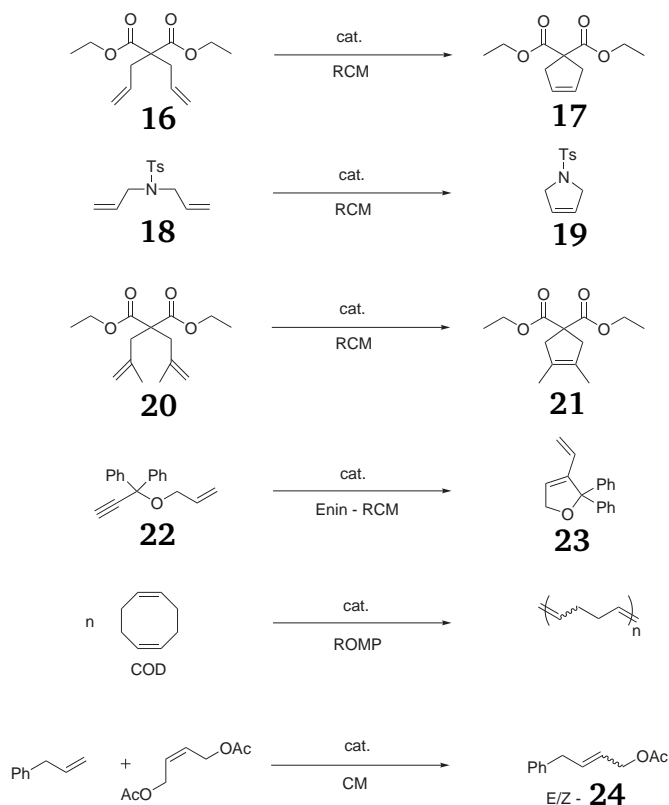 O O
O O
cat.
RCM
16
O O
O O
17
Ts
N
18
cat.
RCM
Ts
N
19
O O
O O
20
cat.
RCM
O O
O O
21
Ph Ph
O
22
cat.
Enin - RCM
Ph
Ph
O
23
n
COD
cat.
ROMP
n
Ph
+
OAc
AcO
cat.
CM
Ph
OAc
E/Z - 24